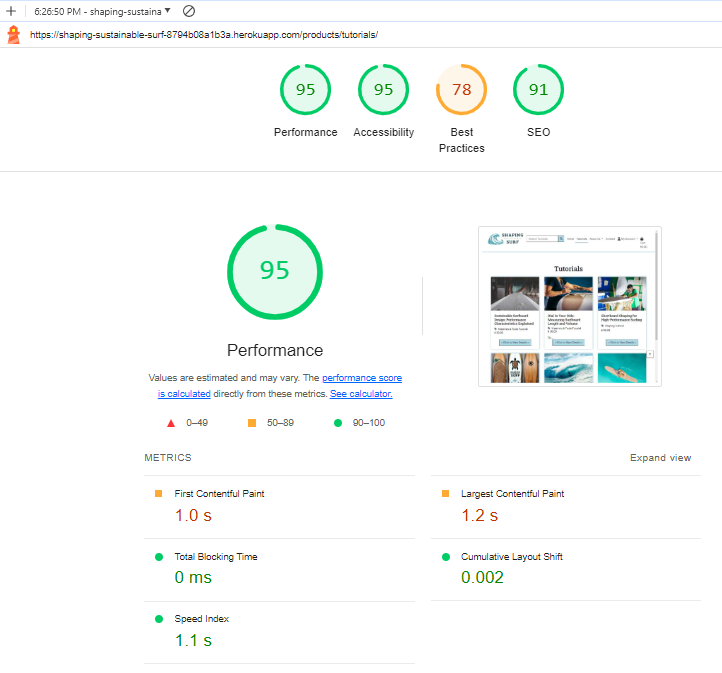 6:26:50 PM - shaping-sustaina
https://shaping-sustainable-surf-8794b08a1b3a.herokuapp.com/products/tutorials/
95 95 78 91
Performance Accessibility Best Practices SEO
95
Performance
Values are estimated and may vary. The performance score
is calculated directly from these metrics. See calculator.
0–49 50–89 90–100
SHAPING
SURF
Tutorials
METRICS Expand view
First Contentful Paint Largest Contentful Paint
1.0 s 1.2 s
Total Blocking Time Cumulative Layout Shift
0 ms 0.002
Speed Index
1.1 s